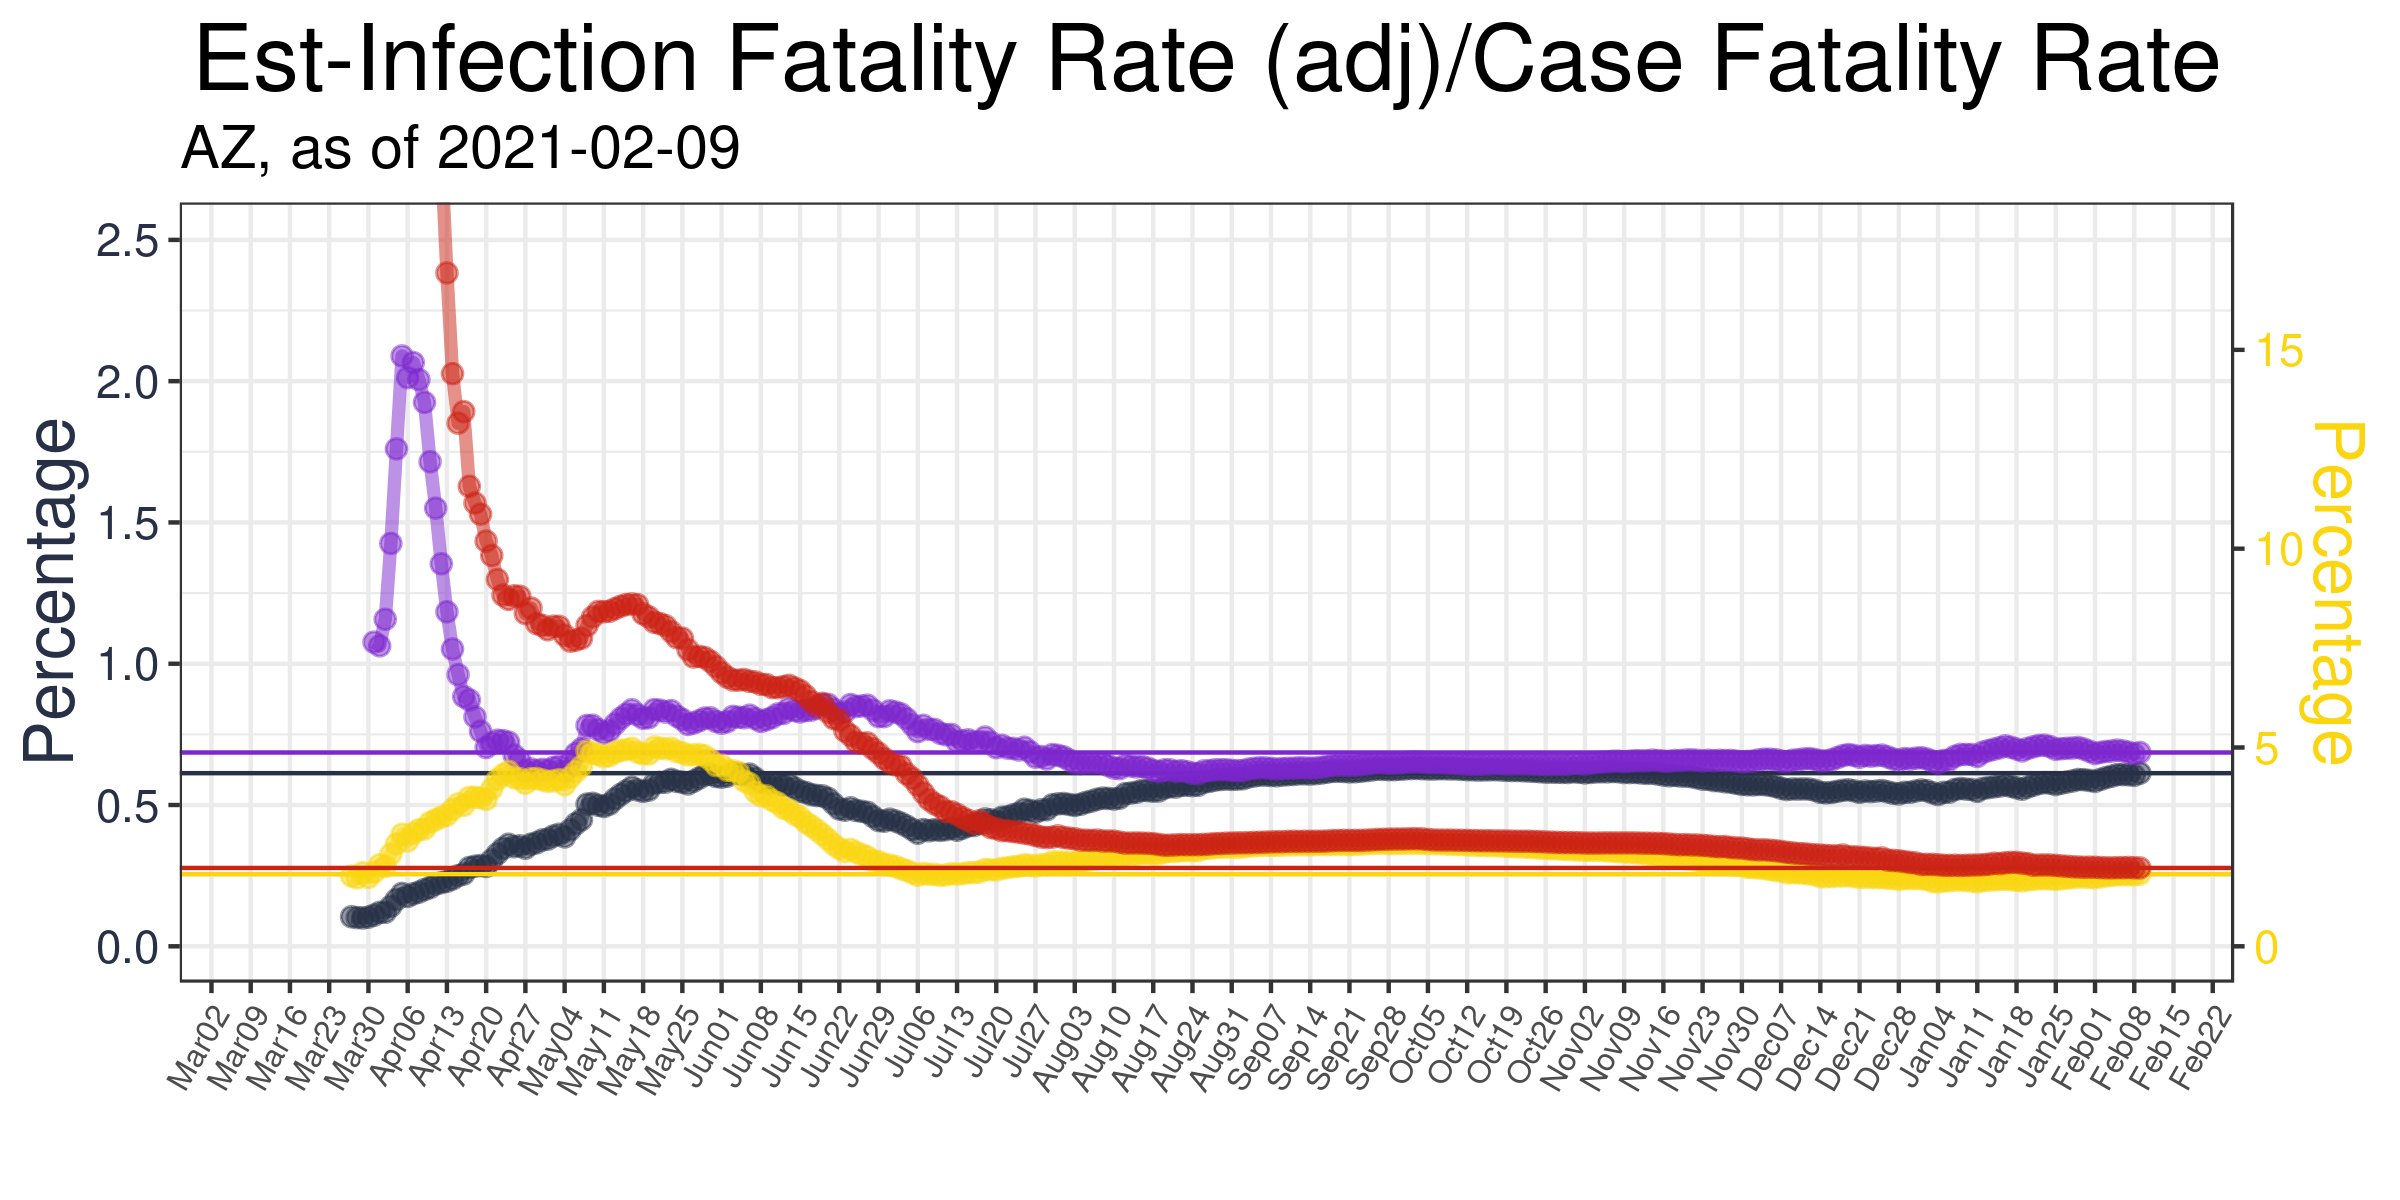 Est-Infection Fatality Rate (adj)/Case Fatality Rate
AZ, as of 2021-02-09
Percentage
2.5
2.0
1.5
1.0
0.5
0.0
15
10
5
0
Percentage
Mar02
Mar09
Mar16
Mar23
Mar30
Apr06
Apr13
Apr20
Apr27
May04
May11
May18
May25
Jun01
Jun08
Jun15
Jun22
Jun29
Jul06
Jul13
Jul20
Jul27
Aug03
Aug10
Aug17
Aug24
Aug31
Sep07
Sep14
Sep21
Sep28
Oct05
Oct12
Oct19
Oct26
Nov02
Nov09
Nov16
Nov23
Nov30
Dec07
Dec14
Dec21
Dec28
Jan04
Jan11
Jan18
Jan25
Feb01
Feb08
Feb15
Feb22